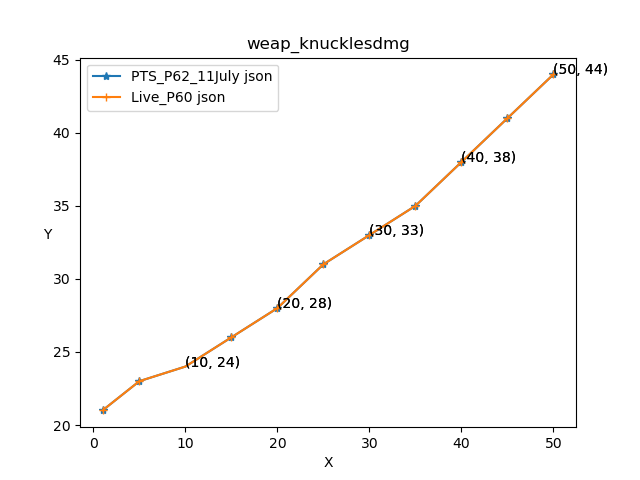 weap_knucklesdmg
PTS_P62_11July json
Live_P60 json
45
(50, 44)
40
(40, 38)
35
(30, 33)
Y
30
(20, 28)
25
(10, 24)
20
0 10 20 30 40 50
X